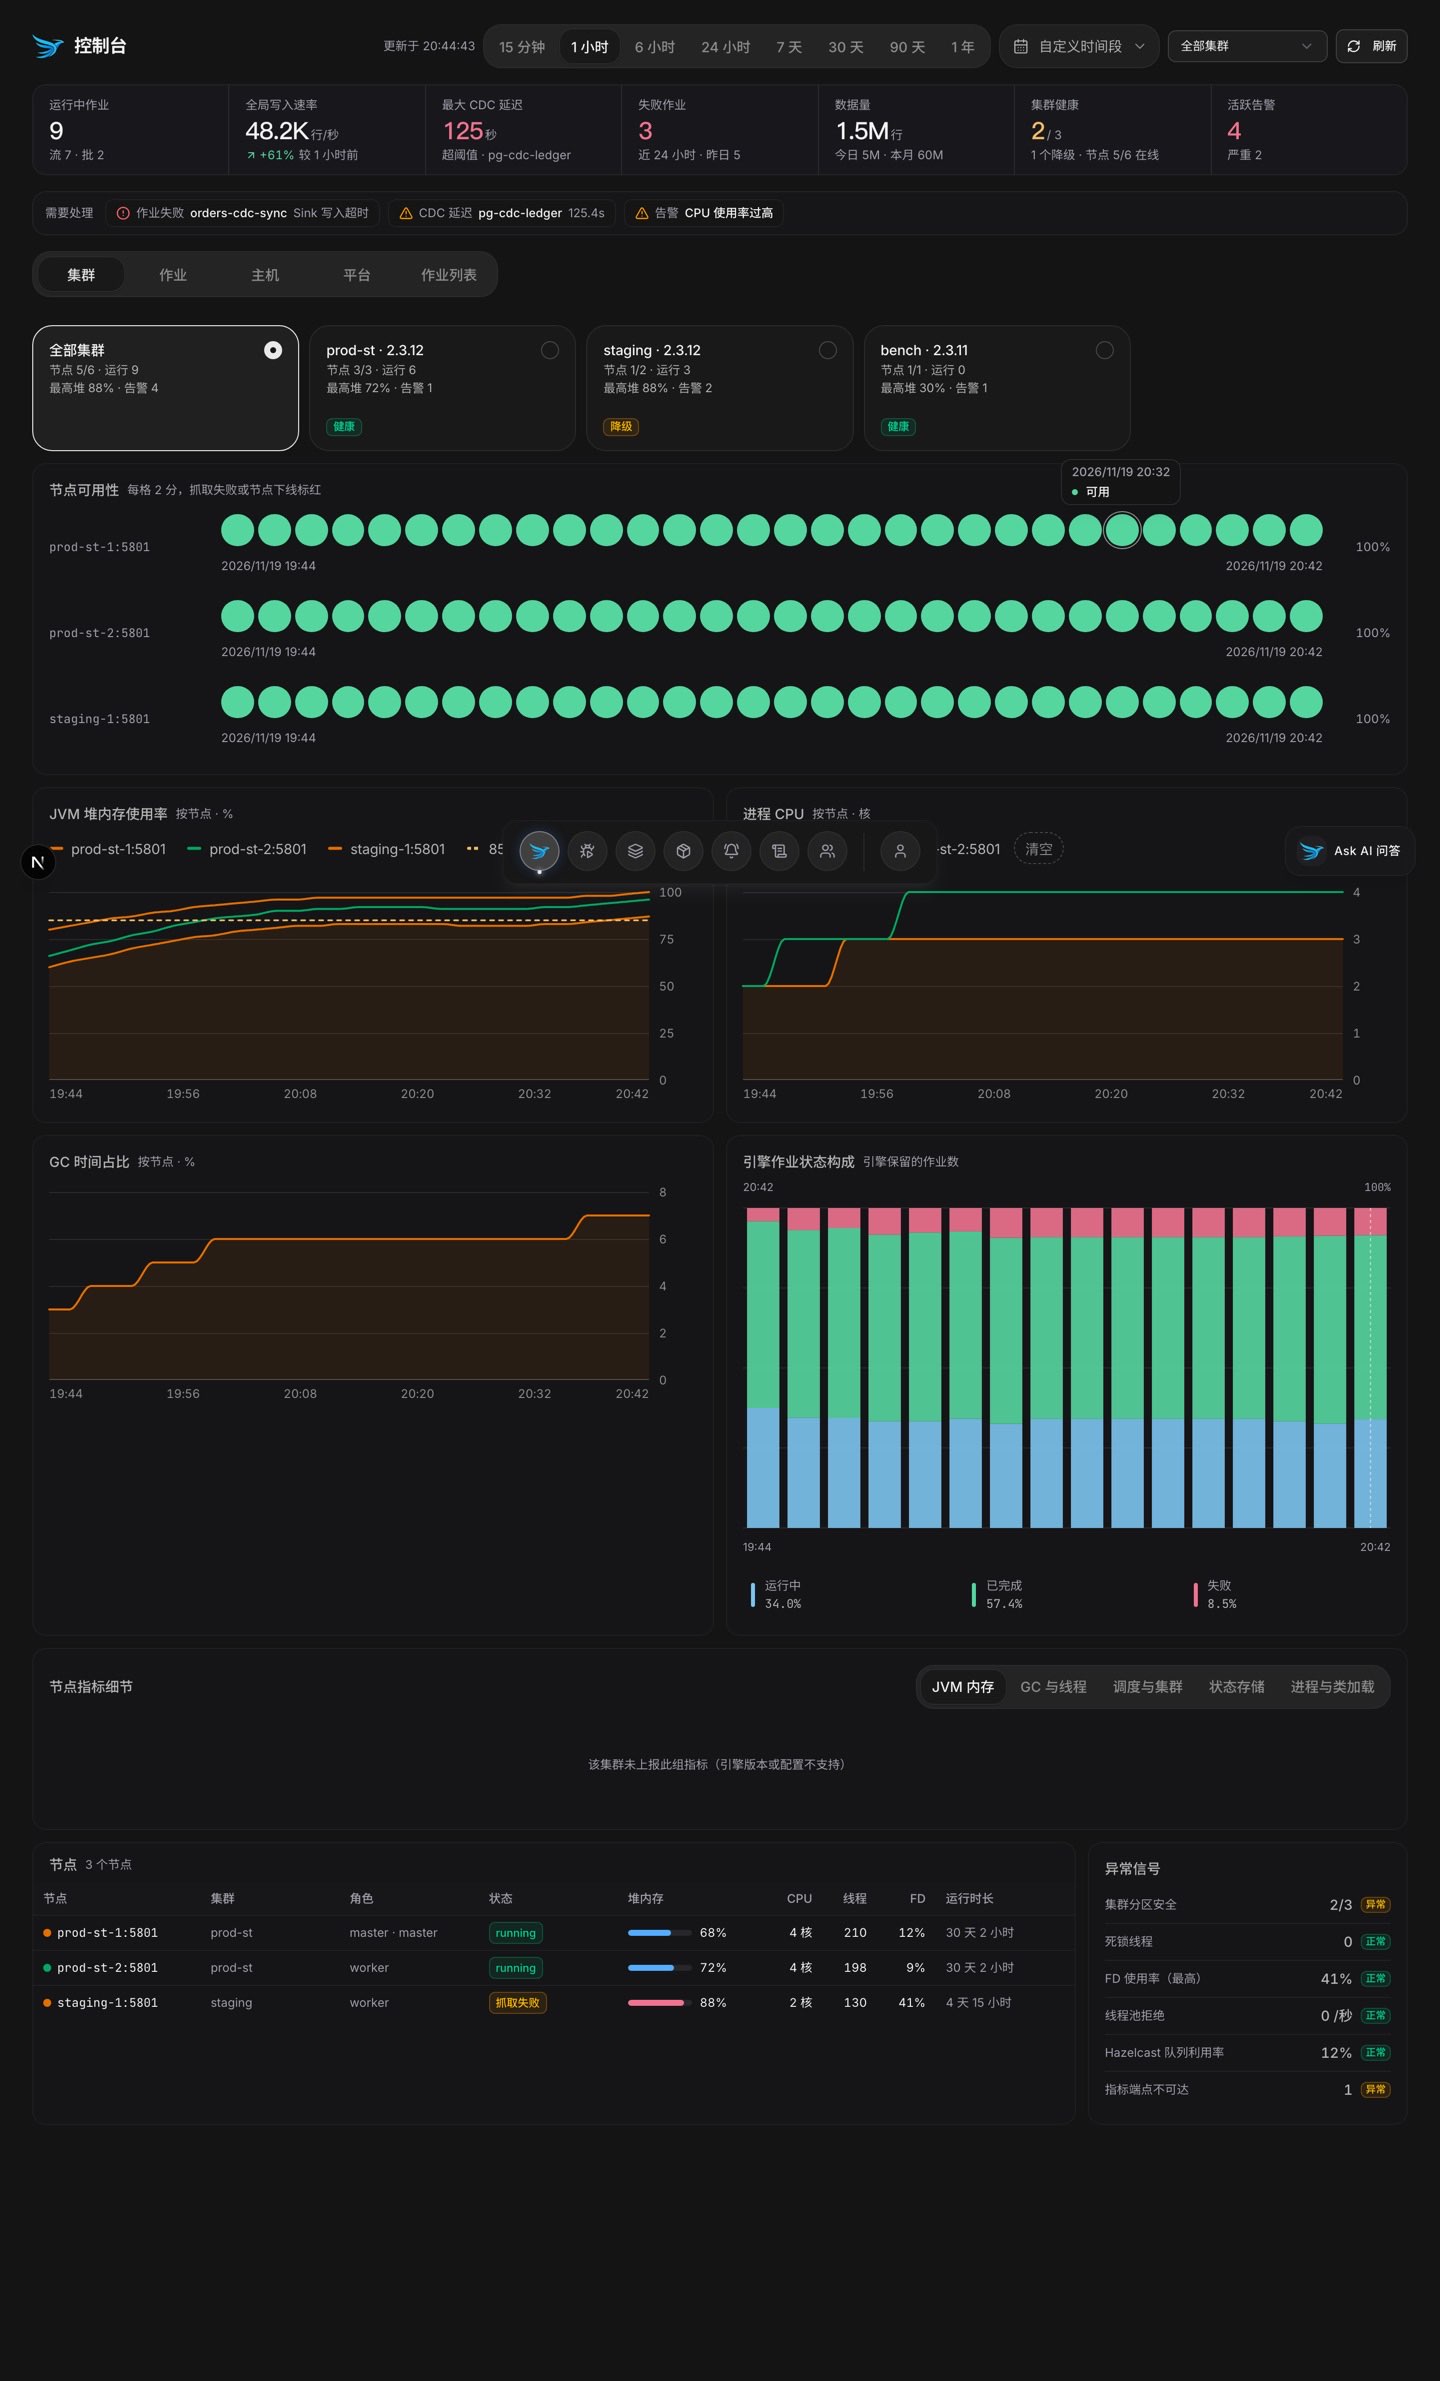 控制台
更新于 20:44:43
15 分钟 1 小时 6 小时 24 小时 7 天 30 天 90 天 1 年
自定义时间段
全部集群
刷新
运行中作业
9
流 7 · 批 2
全局写入速率
48.2K行/秒
↗ +61% 较 1 小时前
最大 CDC 延迟
125秒
超阈值 · pg-cdc-ledger
失败作业
3
近 24 小时 · 昨日 5
数据量
1.5M行
今日 5M · 本月 60M
集群健康
2/ 3
1 个降级 · 节点 5/6 在线
活跃告警
4
严重 2
需要处理
作业失败 orders-cdc-sync Sink 写入超时
CDC 延迟 pg-cdc-ledger 125.4s
告警 CPU 使用率过高
集群 作业 主机 平台 作业列表
全部集群
节点 5/6 · 运行 9
最高堆 88% · 告警 4
prod-st · 2.3.12
节点 3/3 · 运行 6
最高堆 72% · 告警 1
健康
staging · 2.3.12
节点 1/2 · 运行 3
最高堆 88% · 告警 2
降级
bench · 2.3.11
节点 1/1 · 运行 0
最高堆 30% · 告警 1
健康
节点可用性 每格 2 分，抓取失败或节点下线标红
2026/11/19 20:32
可用
prod-st-1:5801
100%
2026/11/19 19:44
2026/11/19 20:42
prod-st-2:5801
100%
2026/11/19 19:44
2026/11/19 20:42
staging-1:5801
100%
2026/11/19 19:44
2026/11/19 20:42
JVM 堆内存使用率 按节点 · %
prod-st-1:5801 prod-st-2:5801 staging-1:5801 85
100
75
50
25
0
19:44 19:56 20:08 20:20 20:32 20:42
进程 CPU 按节点 · 核
-st-2:5801
清空
4
3
2
1
0
19:44 19:56 20:08 20:20 20:32 20:42
N
Ask AI 问答
GC 时间占比 按节点 · %
8
6
4
2
0
19:44 19:56 20:08 20:20 20:32 20:42
引擎作业状态构成 引擎保留的作业数
20:42 100%
19:44 20:42
运行中
34.0%
已完成
57.4%
失败
8.5%
节点指标细节
JVM 内存 GC 与线程 调度与集群 状态存储 进程与类加载
该集群未上报此组指标（引擎版本或配置不支持）
节点 3 个节点
节点 集群 角色 状态 堆内存 CPU 线程 FD 运行时长
prod-st-1:5801 prod-st master · master running 68% 4 核 210 12% 30 天 2 小时
prod-st-2:5801 prod-st worker running 72% 4 核 198 9% 30 天 2 小时
staging-1:5801 staging worker 抓取失败 88% 2 核 130 41% 4 天 15 小时
异常信号
集群分区安全 2/3 异常
死锁线程 0 正常
FD 使用率（最高） 41% 正常
线程池拒绝 0 /秒 正常
Hazelcast 队列利用率 12% 正常
指标端点不可达 1 异常